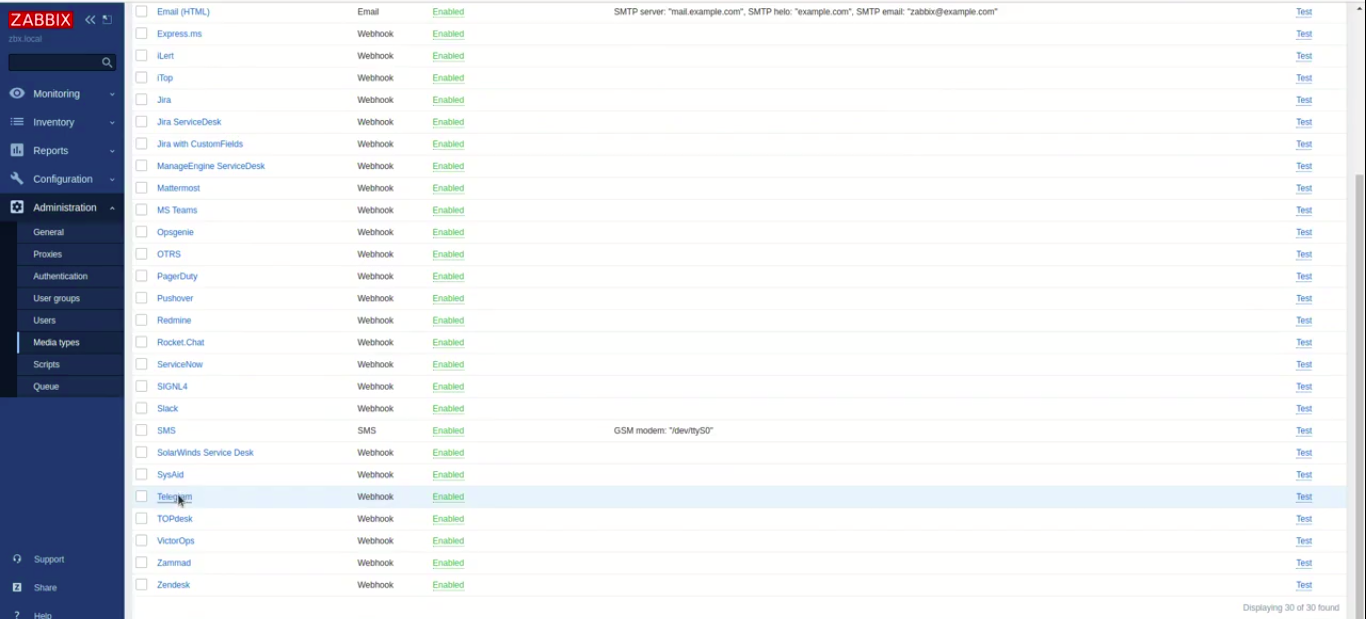 ZABBIX
zbx.local
Monitoring
Inventory
Reports
Configuration
Administration
General
Proxies
Authentication
User groups
Users
Media types
Scripts
Queue
Support
Share
Help
Email (HTML) Email Enabled SMTP server: "mail.example.com", SMTP helo: "example.com", SMTP email: "zabbix@example.com" Test
Express.ms Webhook Enabled Test
iLert Webhook Enabled Test
iTop Webhook Enabled Test
Jira Webhook Enabled Test
Jira ServiceDesk Webhook Enabled Test
Jira with CustomFields Webhook Enabled Test
ManageEngine ServiceDesk Webhook Enabled Test
Mattermost Webhook Enabled Test
MS Teams Webhook Enabled Test
Opsgenie Webhook Enabled Test
OTRS Webhook Enabled Test
PagerDuty Webhook Enabled Test
Pushover Webhook Enabled Test
Redmine Webhook Enabled Test
Rocket.Chat Webhook Enabled Test
ServiceNow Webhook Enabled Test
SIGNL4 Webhook Enabled Test
Slack Webhook Enabled Test
SMS SMS Enabled GSM modem: "/dev/ttyS0" Test
SolarWinds Service Desk Webhook Enabled Test
SysAid Webhook Enabled Test
Telegram Webhook Enabled Test
TOPdesk Webhook Enabled Test
VictorOps Webhook Enabled Test
Zammad Webhook Enabled Test
Zendesk Webhook Enabled Test
Displaying 30 of 30 found